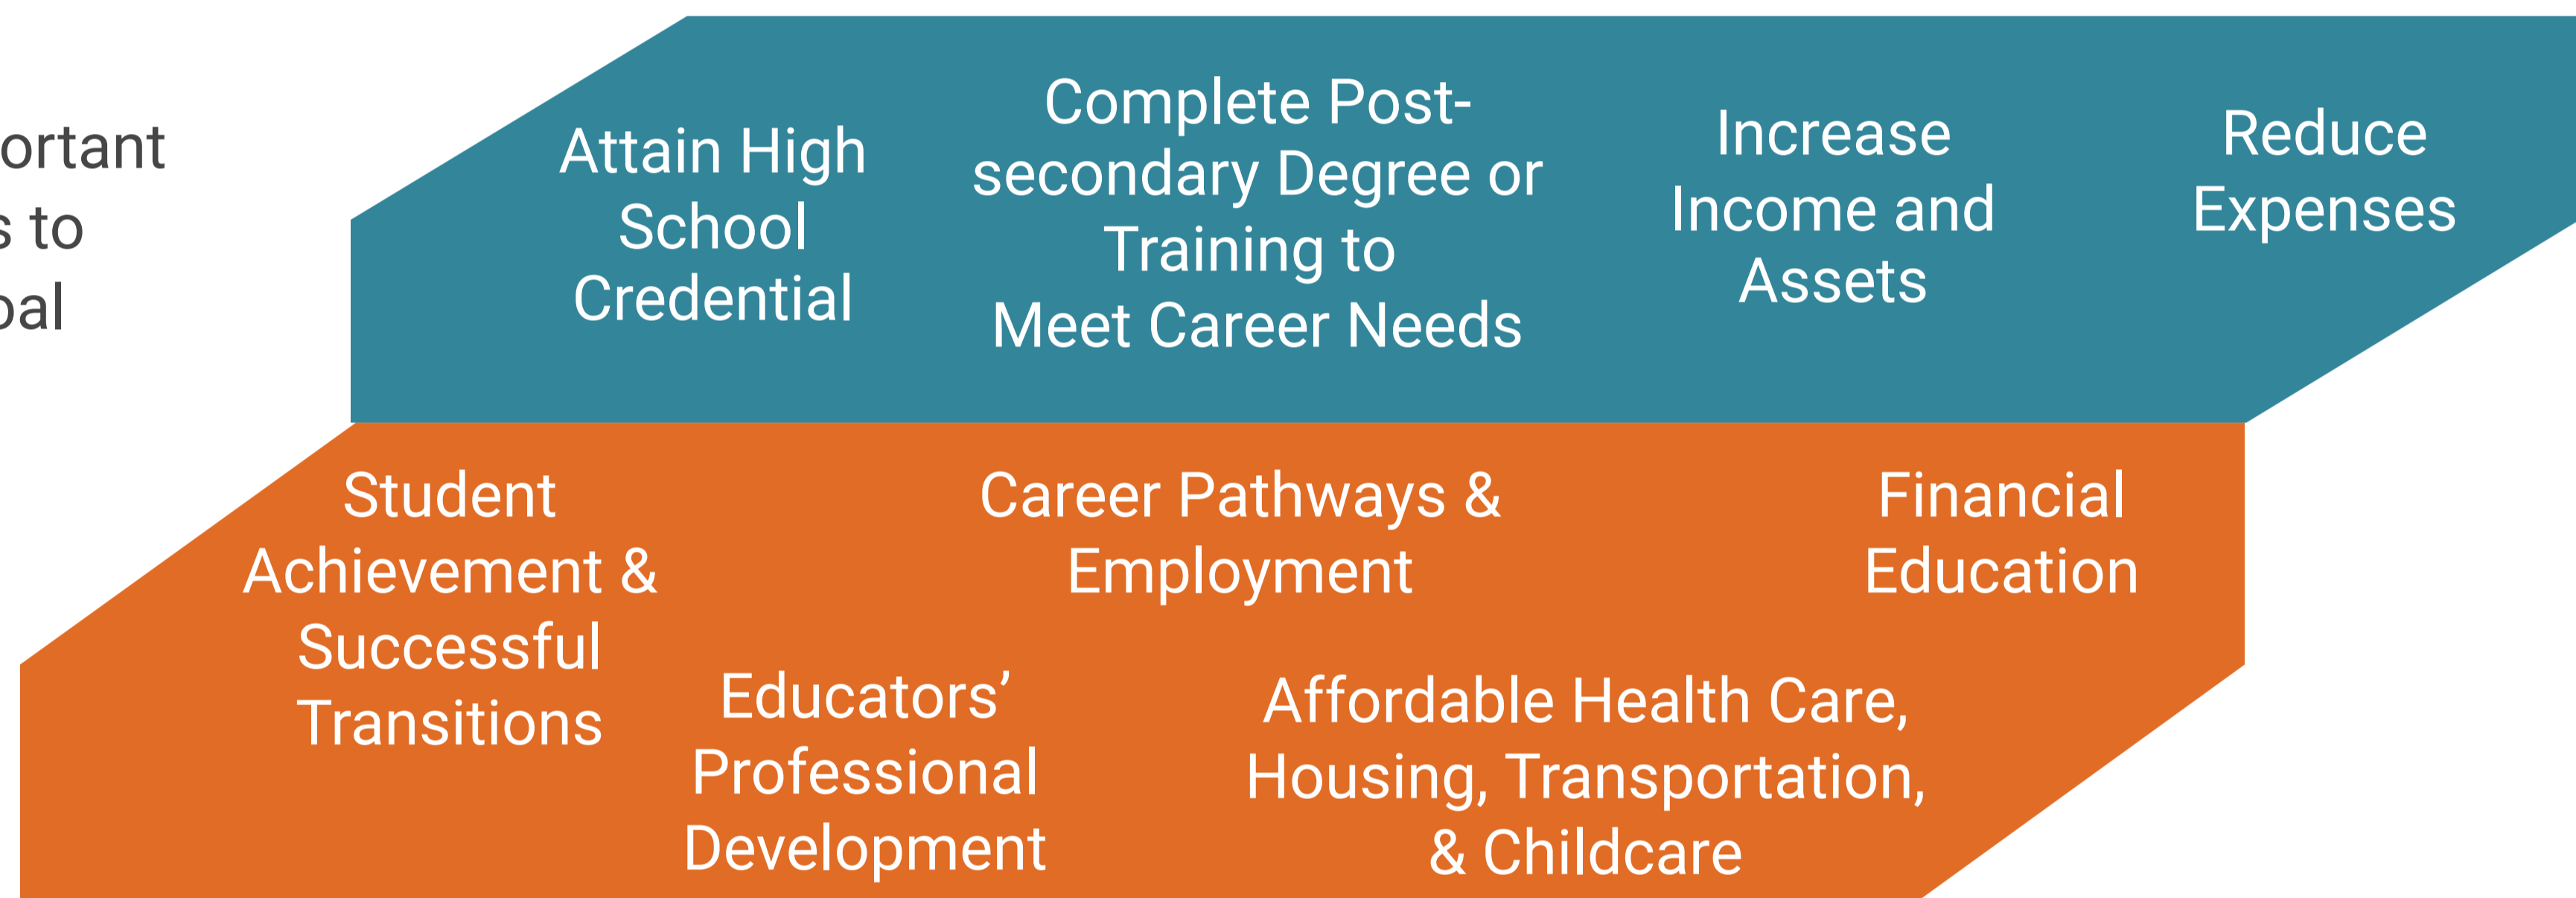 ortant
s to
oal
Attain High
School
Credential
Complete Post-
secondary Degree or
Training to
Meet Career Needs
Increase
Income and
Assets
Reduce
Expenses
Student
Achievement &
Successful
Transitions
Career Pathways &
Employment
Financial
Education
Educators’
Professional
Development
Affordable Health Care,
Housing, Transportation,
& Childcare